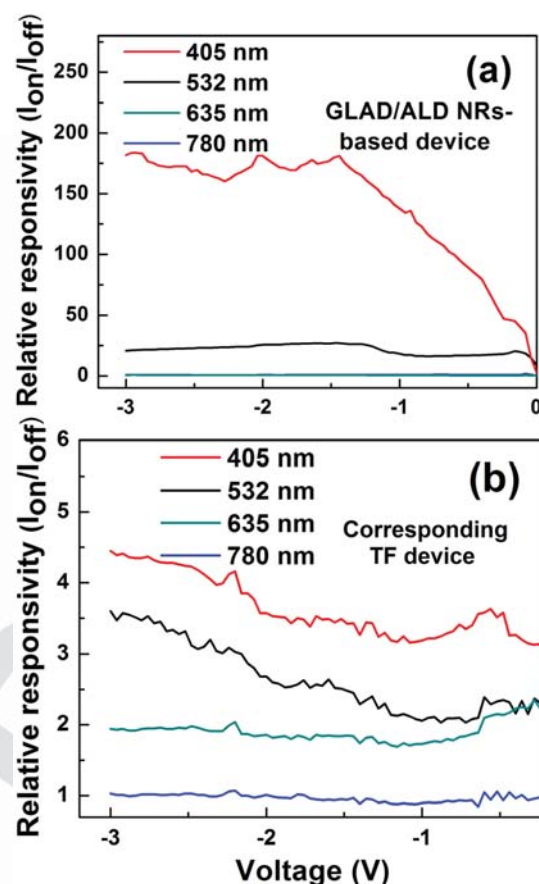 Relative responsivity (Ion/Ioff)
250
200
150
100
50
0
405 nm
532 nm
635 nm
780 nm
(a)
GLAD/ALD NRs-
based device
-3
-2
-1
0
Relative responsivity (Ion/Ioff)
6
5
4
3
2
1
405 nm
532 nm
635 nm
780 nm
(b)
Corresponding
TF device
-3
-2
-1
Voltage (V)